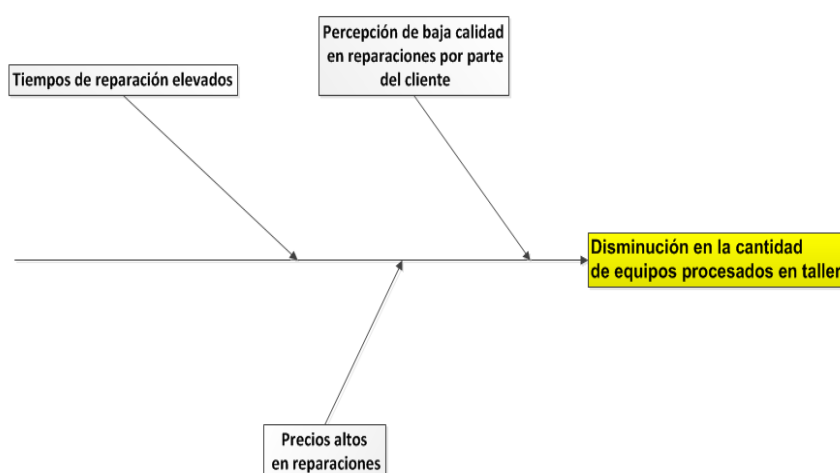 Percepción de baja calidad
en reparaciones por parte
del cliente
Tiempos de reparación elevados
Disminución en la cantidad
de equipos procesados en taller
Precios altos
en reparaciones